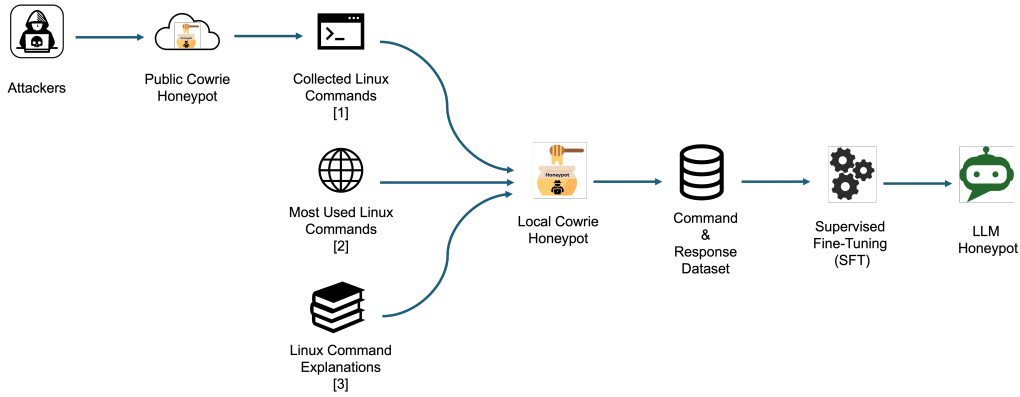 Attackers
Public Cowrie
Honeypot
Collected Linux
Commands
[1]
Most Used Linux
Commands
[2]
Linux Command
Explanations
[3]
Honeypot
Local Cowrie
Honeypot
Command
&
Response
Dataset
Supervised
Fine-Tuning
(SFT)
LLM
Honeypot